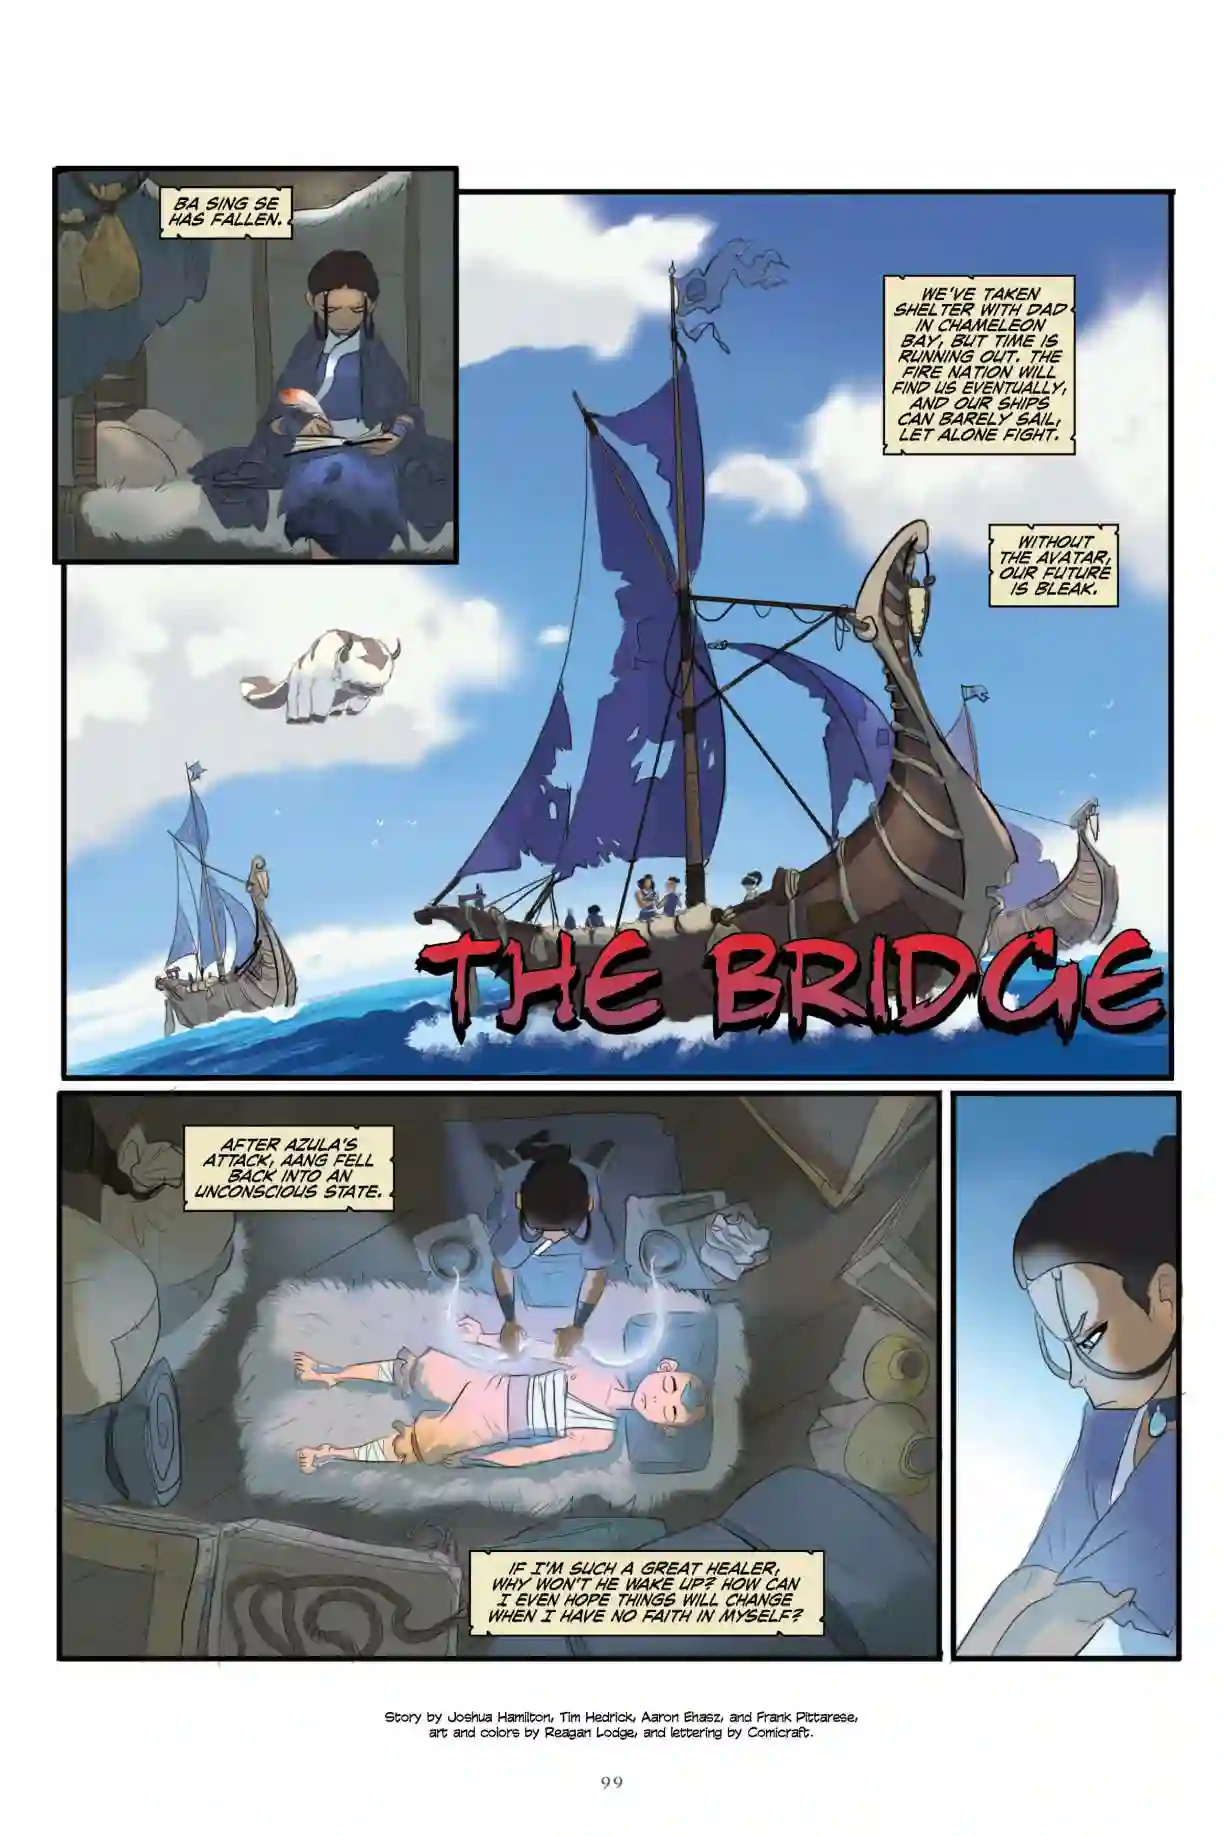 BA SING SE
HAS FALLEN.
WE'VE TAKEN
SHELTER WITH DAD
IN CHAMELEON
BAY, BUT TIME IS
RUNNING OUT. THE
FIRE NATION WILL
FIND US EVENTUALLY,
AND OUR SHIPS
CAN BARELY SAIL,
LET ALONE FIGHT.
WITHOUT
THE AVATAR,
OUR FUTURE
IS BLEAK.
THE BRIDGE
AFTER AZULA'S
ATTACK, AANG FELL
BACK INTO AN
UNCONSCIOUS STATE.
IF I'M SUCH A GREAT HEALER,
WHY WON'T HE WAKE UP? HOW CAN
I EVEN HOPE THINGS WILL CHANGE
WHEN I HAVE NO FAITH IN MYSELF?
Story by Joshua Hamilton, Tim Hedrick, Aaron Ehasz, and Frank Pittarese,
art and colors by Reagan Lodge, and lettering by Comicraft.
99